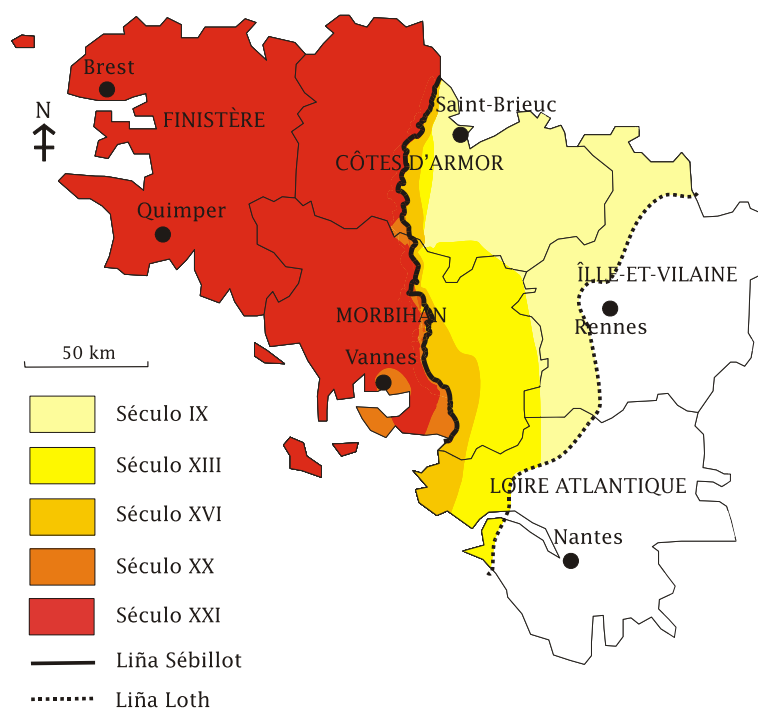 Brest
N
FINISTÈRE
Saint-Brieuc
CÔTES D'ARMOR
Quimper
ÎLLE-ET-VILAINE
MORBIHAN
Rennes
50 km
Vannes
Século IX
Século XIII
LOIRE ATLANTIQUE
Século XVI
Nantes
Século XX
Século XXI
Liña Sébillot
Liña Loth